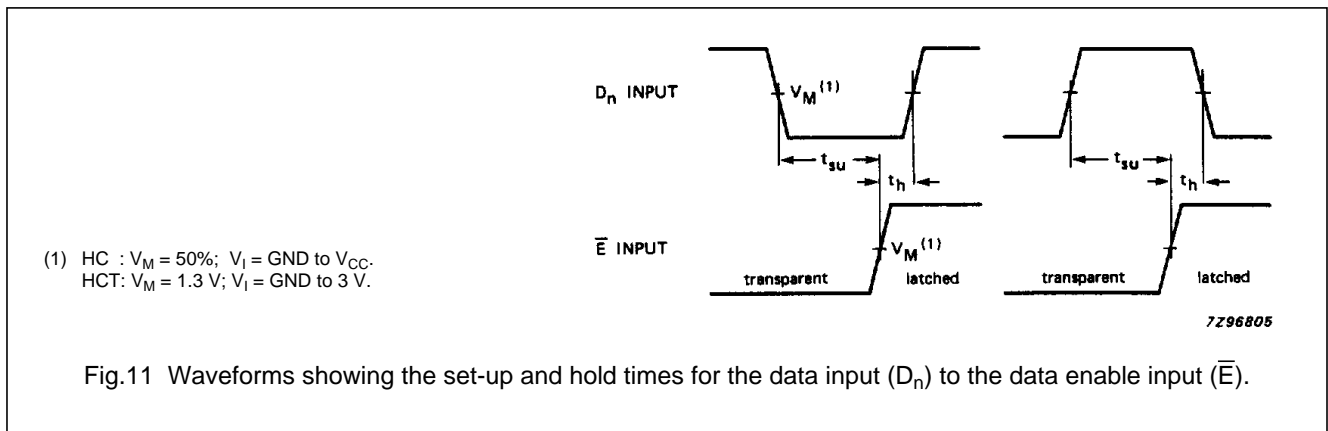 Dn INPUT
VM(1)
tsu
th
tsu
th
E̅ INPUT
VM(1)
transparent
latched
transparent
latched
7Z96805
(1) HC : VM = 50%; VI = GND to VCC.
HCT: VM = 1.3 V; VI = GND to 3 V.
Fig.11 Waveforms showing the set-up and hold times for the data input (Dn) to the data enable input (E̅).